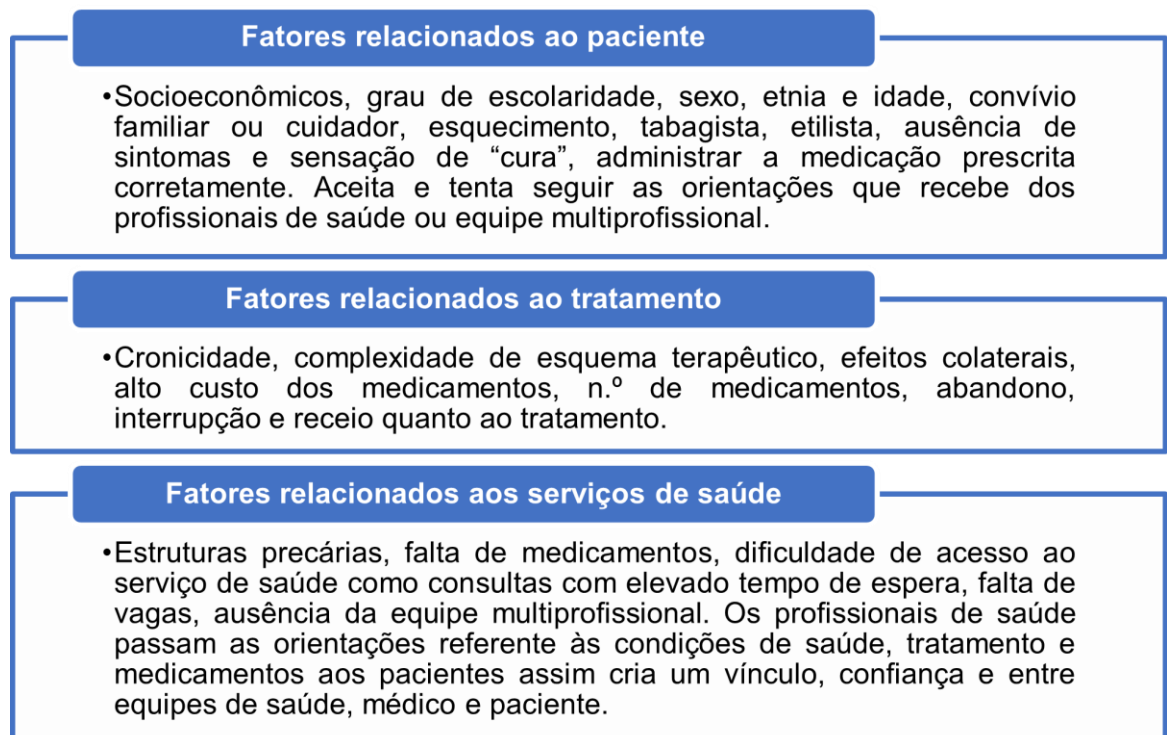 Fatores relacionados ao paciente
•Socioeconômicos, grau de escolaridade, sexo, etnia e idade, convívio
familiar ou cuidador, esquecimento, tabagista, etilista, ausência de
sintomas e sensação de “cura”, administrar a medicação prescrita
corretamente. Aceita e tenta seguir as orientações que recebe dos
profissionais de saúde ou equipe multiprofissional.
Fatores relacionados ao tratamento
•Cronicidade, complexidade de esquema terapêutico, efeitos colaterais,
alto custo dos medicamentos, n.º de medicamentos, abandono,
interrupção e receio quanto ao tratamento.
Fatores relacionados aos serviços de saúde
•Estruturas precárias, falta de medicamentos, dificuldade de acesso ao
serviço de saúde como consultas com elevado tempo de espera, falta de
vagas, ausência da equipe multiprofissional. Os profissionais de saúde
passam as orientações referente às condições de saúde, tratamento e
medicamentos aos pacientes assim cria um vínculo, confiança e entre
equipes de saúde, médico e paciente.